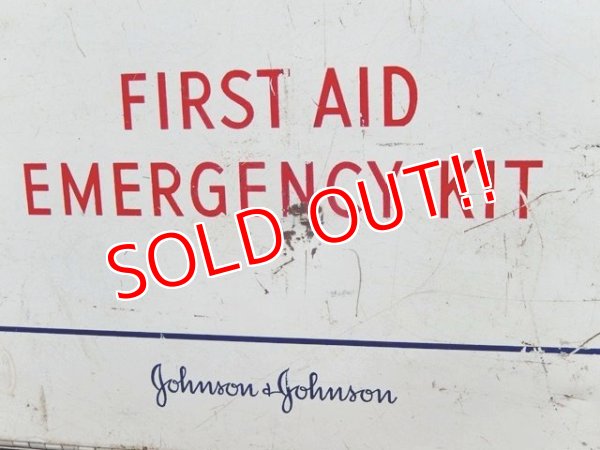 FIRST AID
EMERGENCY KIT
SOLD OUT!!
Johnson & Johnson